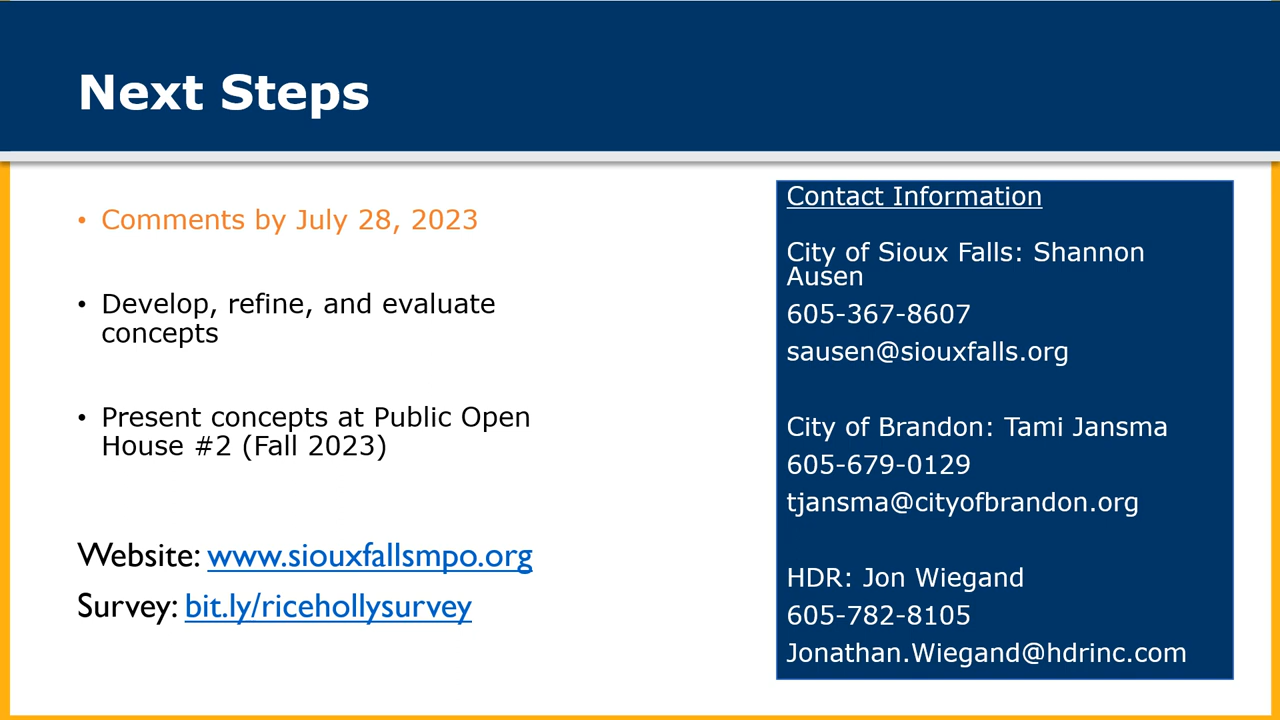 Next Steps
• Comments by July 28, 2023
• Develop, refine, and evaluate
concepts
• Present concepts at Public Open
House #2 (Fall 2023)
Website: www.siouxfallsmpo.org
Survey: bit.ly/ricehollysurvey
Contact Information
City of Sioux Falls: Shannon
Ausen
605-367-8607
sausen@siouxfalls.org
City of Brandon: Tami Jansma
605-679-0129
tjansma@cityofbrandon.org
HDR: Jon Wiegand
605-782-8105
Jonathan.Wiegand@hdrinc.com